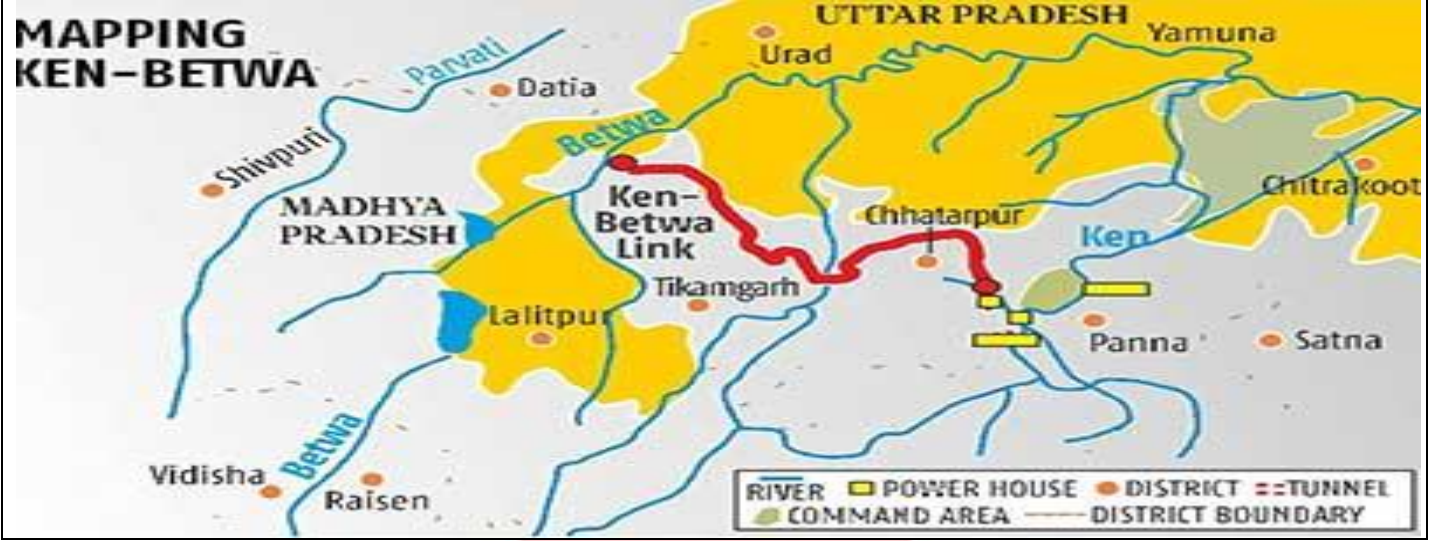 MAPPING
KEN-BETWA
UTTAR PRADESH
Yamuna
Urad
Parvati
Datia
Betwa
Shivpuri
Chitrakoot
MADHYA
PRADESH
Ken-
Betwa
Link
Chhatarpur
Ken
Tikamgarh
Lalitpur
Panna
Satna
Betwa
Vidisha
Raisen
RIVER POWER HOUSE DISTRICT TUNNEL
COMMAND AREA DISTRICT BOUNDARY